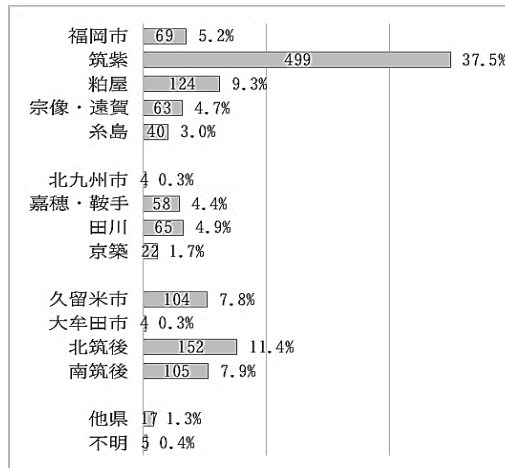 福岡市 69 5.2%
筑紫 499 37.5%
粕屋 124 9.3%
宗像・遠賀 63 4.7%
糸島 40 3.0%
北九州市 4 0.3%
嘉穂・鞍手 58 4.4%
田川 65 4.9%
京築 22 1.7%
久留米市 104 7.8%
大牟田市 4 0.3%
北筑後 152 11.4%
南筑後 105 7.9%
他県 17 1.3%
不明 5 0.4%